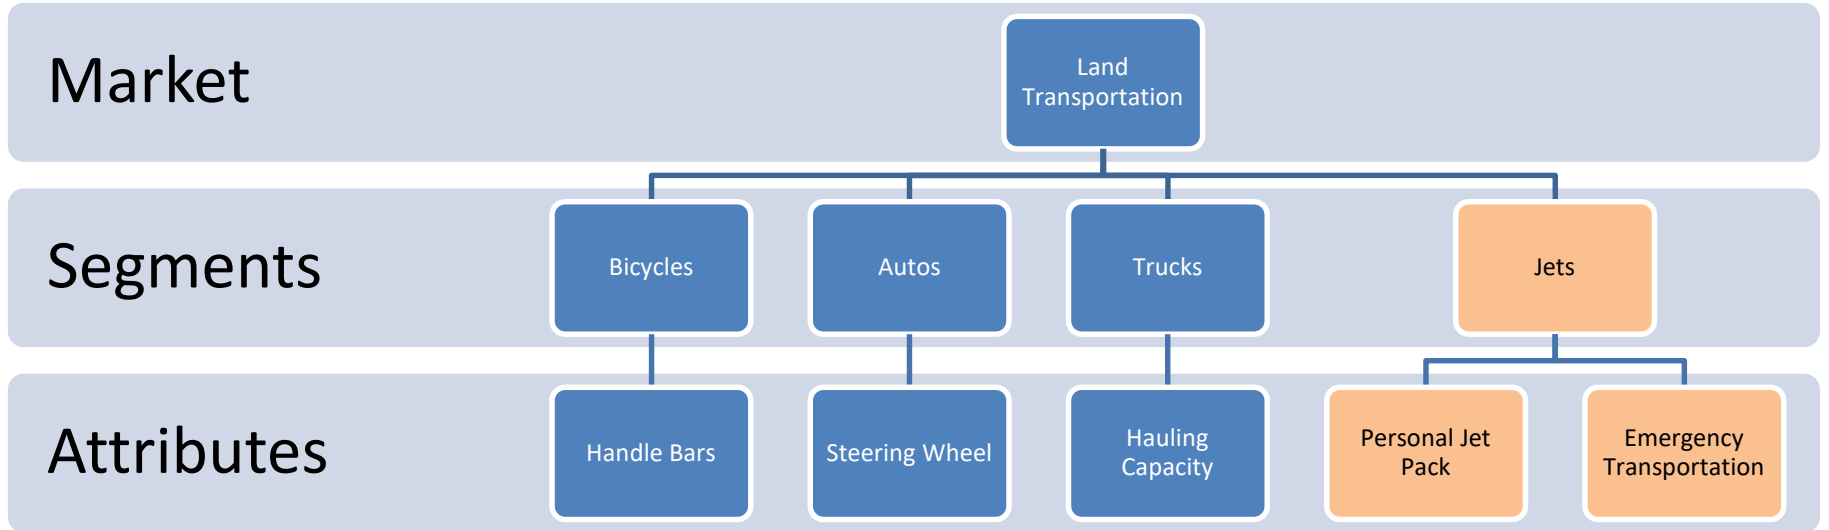 Market
Land
Transportation
Segments
Bicycles
Autos
Trucks
Jets
Attributes
Handle Bars
Steering Wheel
Hauling
Capacity
Personal Jet
Pack
Emergency
Transportation